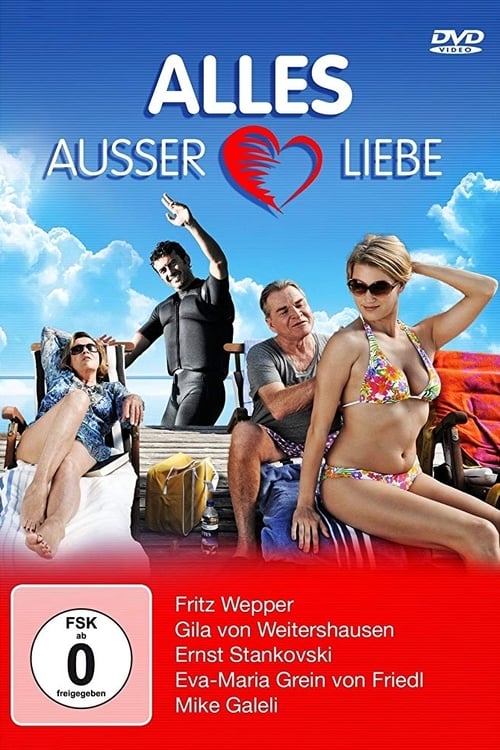 DVD
VIDEO
ALLES
AUSSER LIEBE
Fritz Wepper
Gila von Weitershausen
Ernst Stankovski
Eva-Maria Grein von Friedl
Mike Galeli
FSK
ab
0
freigegeben